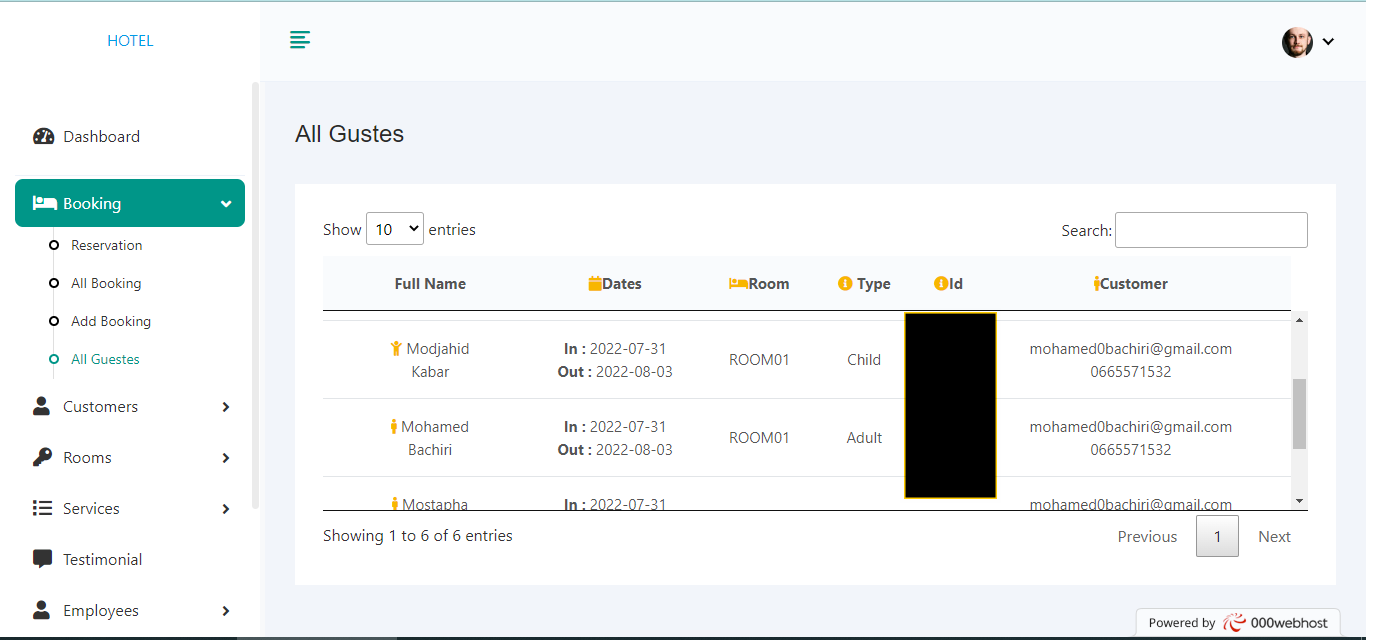 HOTEL
Dashboard
Booking
Reservation
All Booking
Add Booking
All Guestes
Customers
Rooms
Services
Testimonial
Employees
All Gustes
Show 10 entries
Search:
Full Name Dates Room Type Id Customer
Modjahid In : 2022-07-31 mohamed0bachiri@gmail.com
ROOM01 Child
Kabar Out : 2022-08-03 0665571532
Mohamed In : 2022-07-31 mohamed0bachiri@gmail.com
ROOM01 Adult
Bachiri Out : 2022-08-03 0665571532
Mostapha In : 2022-07-31 mohamed0bachiri@gmail.com
Showing 1 to 6 of 6 entries
Previous 1 Next
Powered by 000webhost